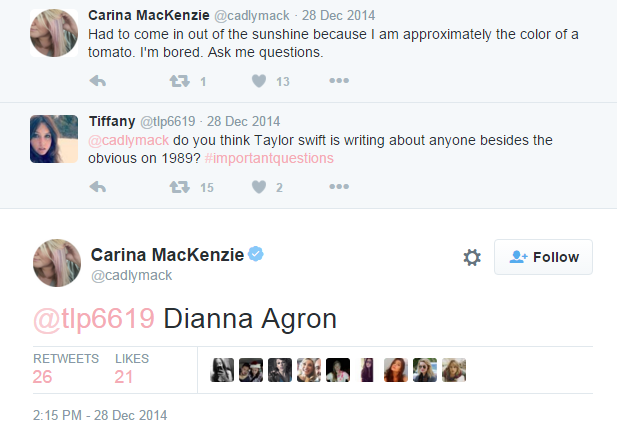 Carina MacKenzie @cadlymack · 28 Dec 2014
Had to come in out of the sunshine because I am approximately the color of a
tomato. I'm bored. Ask me questions.
1 13
Tiffany @tlp6619 · 28 Dec 2014
@cadlymack do you think Taylor swift is writing about anyone besides the
obvious on 1989? #importantquestions
15 2
Carina MacKenzie
@cadlymack
Follow
@tlp6619 Dianna Agron
RETWEETS LIKES
26 21
2:15 PM - 28 Dec 2014